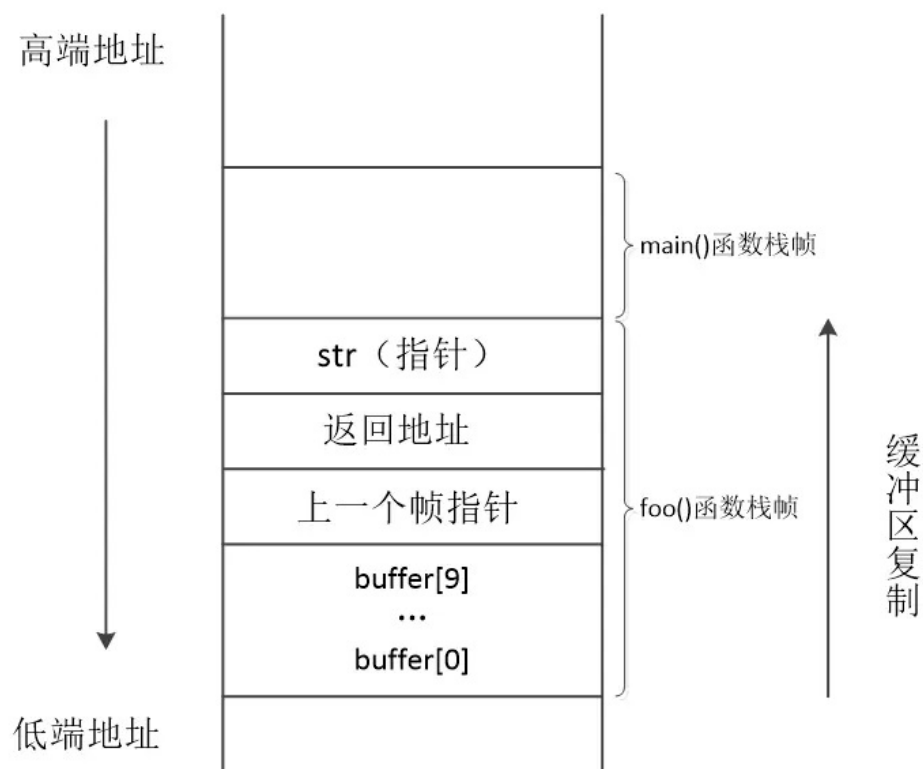 高端地址
main()函数栈帧
str（指针）
返回地址
上一个帧指针
foo()函数栈帧
buffer[9]
...
buffer[0]
缓冲区复制
低端地址